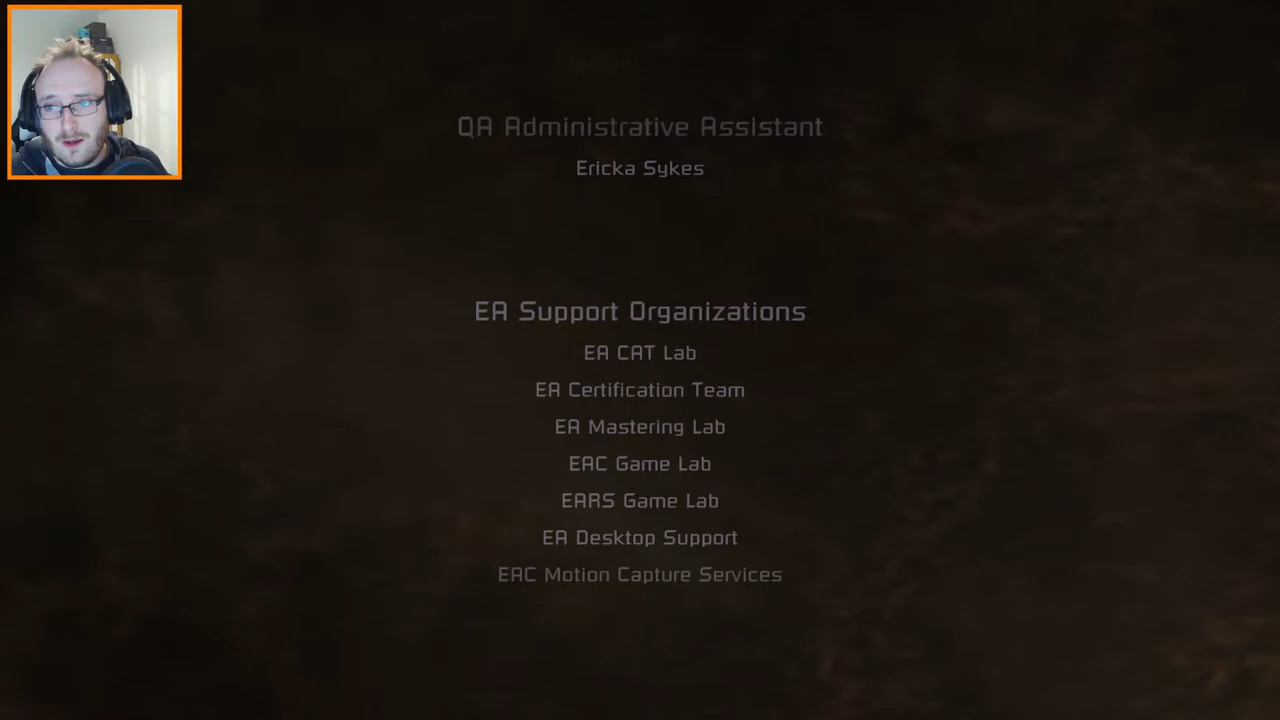 QA Administrative Assistant
Ericka Sykes
EA Support Organizations
EA CAT Lab
EA Certification Team
EA Mastering Lab
EAC Game Lab
EARS Game Lab
EA Desktop Support
EAC Motion Capture Services